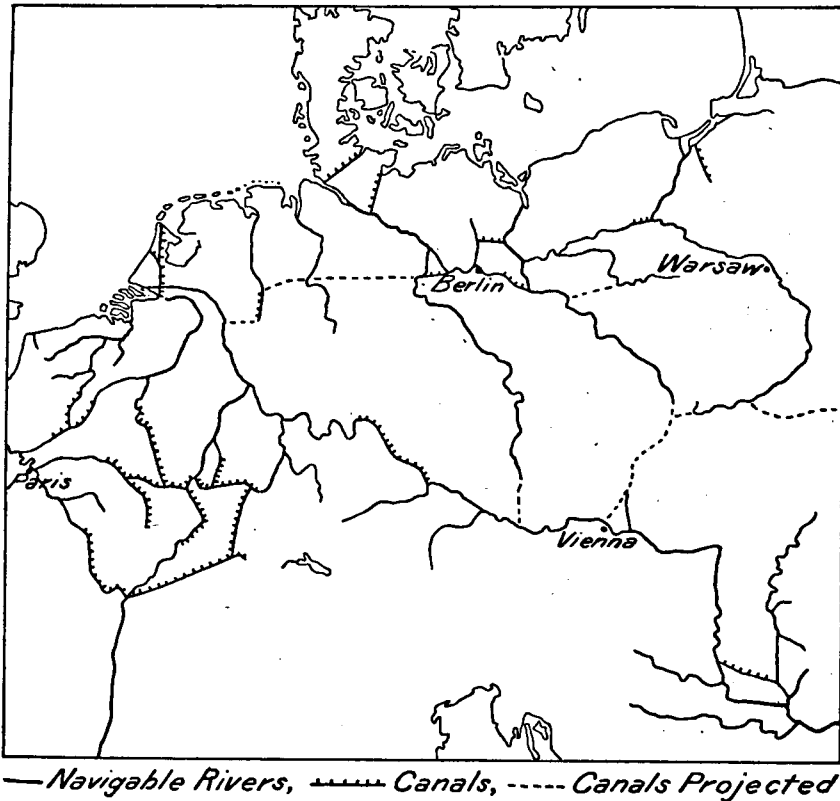 Berlin
Warsaw
Paris
Vienna
Navigable Rivers, Canals, Canals Projected